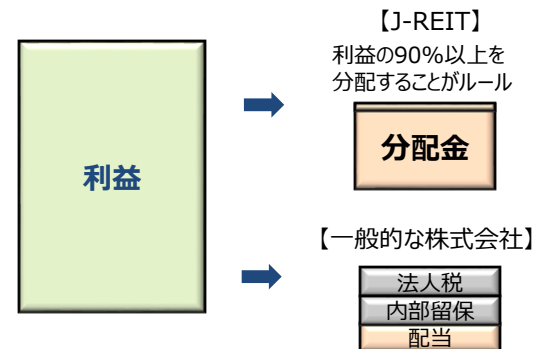 【J-REIT】
利益の90%以上を
分配することがルール
分配金
利益
【一般的な株式会社】
法人税
内部留保
配当